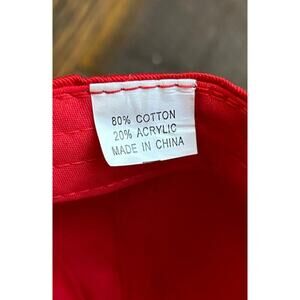 80% COTTON
20% ACRYLIC
MADE IN CHINA